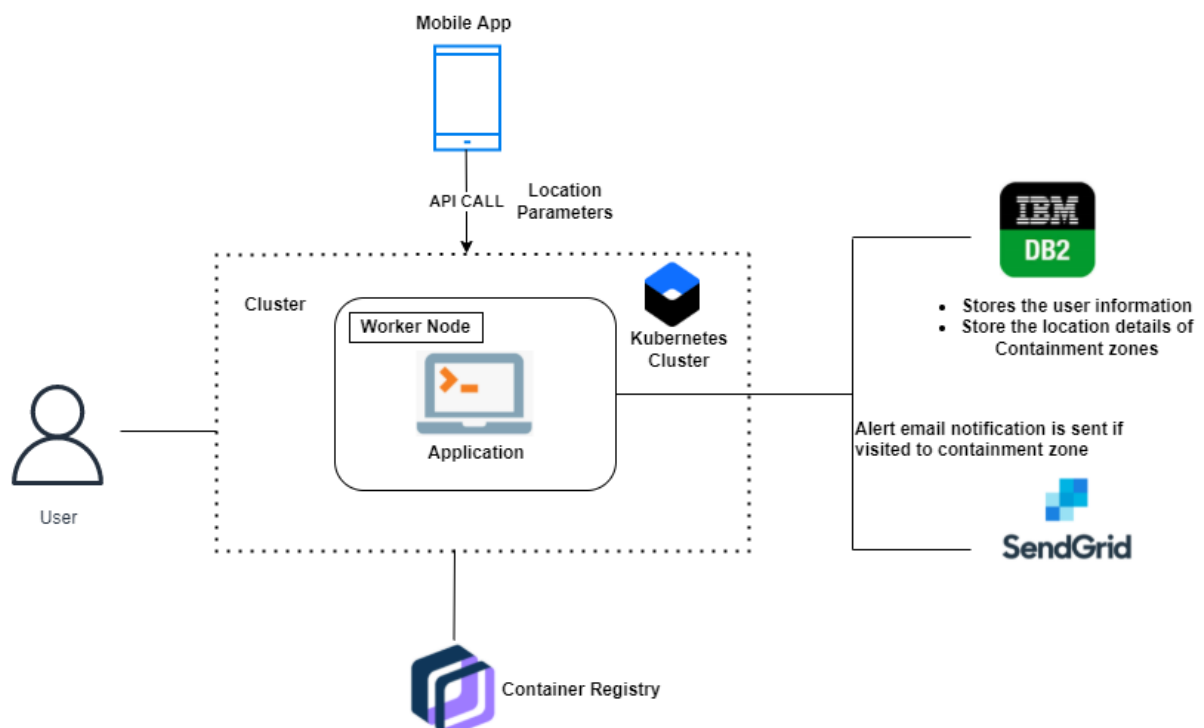 Mobile App
API CALL
Location
Parameters
Cluster
Worker Node
Kubernetes
Cluster
Application
User
IBM
DB2
• Stores the user information
• Store the location details of
Containment zones
Alert email notification is sent if
visited to containment zone
SendGrid
Container Registry